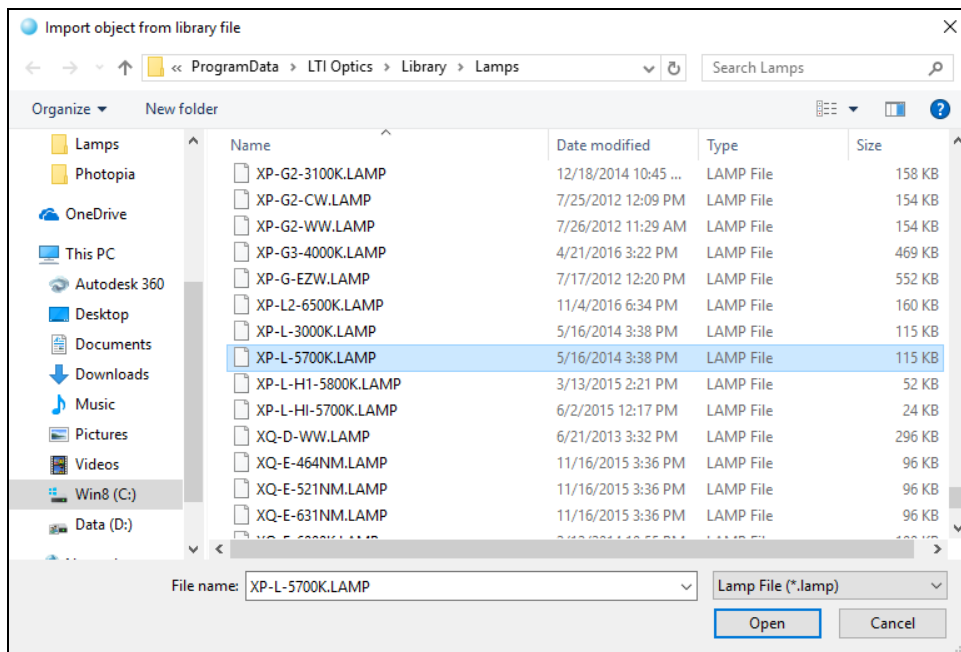 Import object from library file
« ProgramData > LTI Optics > Library > Lamps
Search Lamps
Organize
New folder
Lamps
Photopia
OneDrive
This PC
Autodesk 360
Desktop
Documents
Downloads
Music
Pictures
Videos
Win8 (C:)
Data (D:)
Name Date modified Type Size
XP-G2-3100K.LAMP 12/18/2014 10:45 ... LAMP File 158 KB
XP-G2-CW.LAMP 7/25/2012 12:09 PM LAMP File 154 KB
XP-G2-WW.LAMP 7/26/2012 11:29 AM LAMP File 154 KB
XP-G3-4000K.LAMP 4/21/2016 3:22 PM LAMP File 469 KB
XP-G-EZW.LAMP 7/17/2012 12:20 PM LAMP File 552 KB
XP-L2-6500K.LAMP 11/4/2016 6:34 PM LAMP File 160 KB
XP-L-3000K.LAMP 5/16/2014 3:38 PM LAMP File 115 KB
XP-L-5700K.LAMP 5/16/2014 3:38 PM LAMP File 115 KB
XP-L-H1-5800K.LAMP 3/13/2015 2:21 PM LAMP File 52 KB
XP-L-HI-5700K.LAMP 6/2/2015 12:17 PM LAMP File 24 KB
XQ-D-WW.LAMP 6/21/2013 3:32 PM LAMP File 296 KB
XQ-E-464NM.LAMP 11/16/2015 3:36 PM LAMP File 96 KB
XQ-E-521NM.LAMP 11/16/2015 3:36 PM LAMP File 96 KB
XQ-E-631NM.LAMP 11/16/2015 3:36 PM LAMP File 96 KB
File name: XP-L-5700K.LAMP Lamp File (*.lamp)
Open Cancel